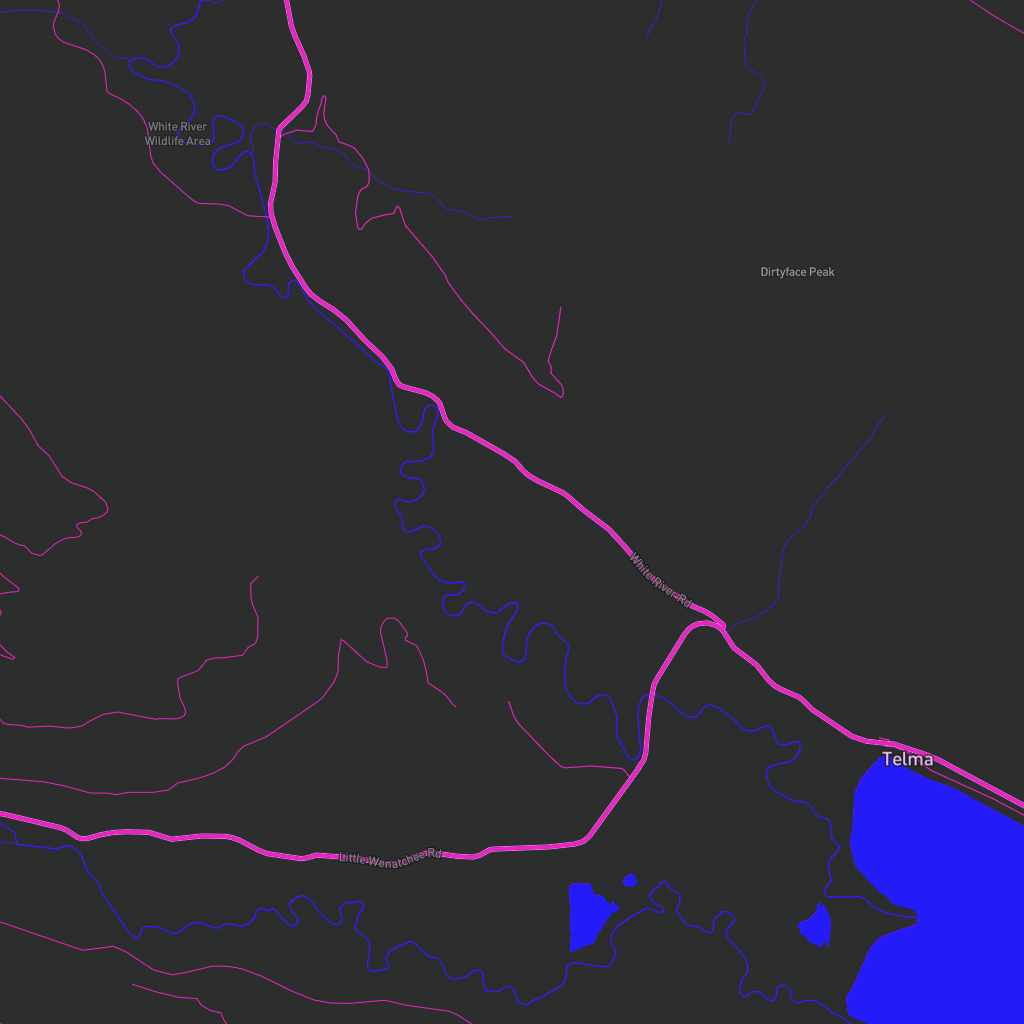 White River
Wildlife Area
Dirtyface Peak
White River Rd
Telma
Little Wenatchee Rd